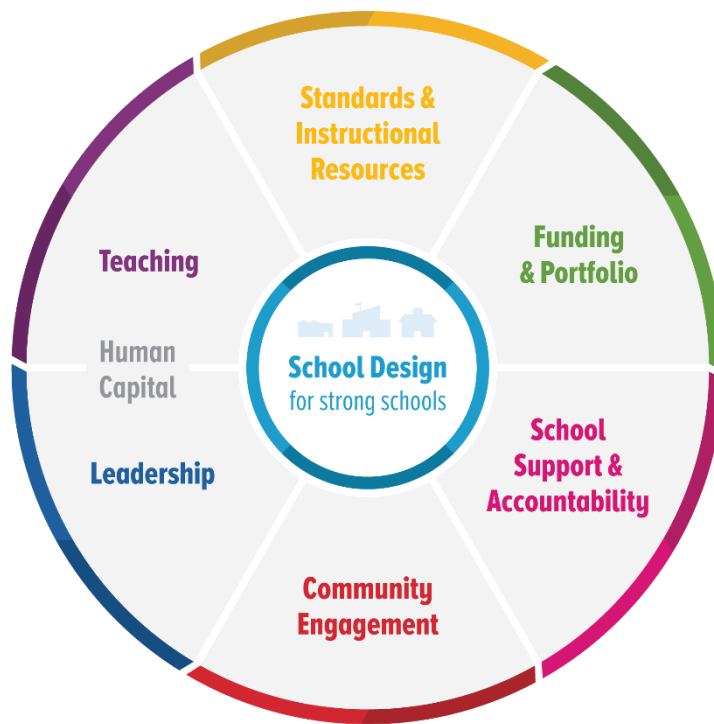 Standards &
Instructional
Resources
Funding
& Portfolio
School
Support &
Accountability
Community
Engagement
Leadership
Human
Capital
Teaching
School Design
for strong schools